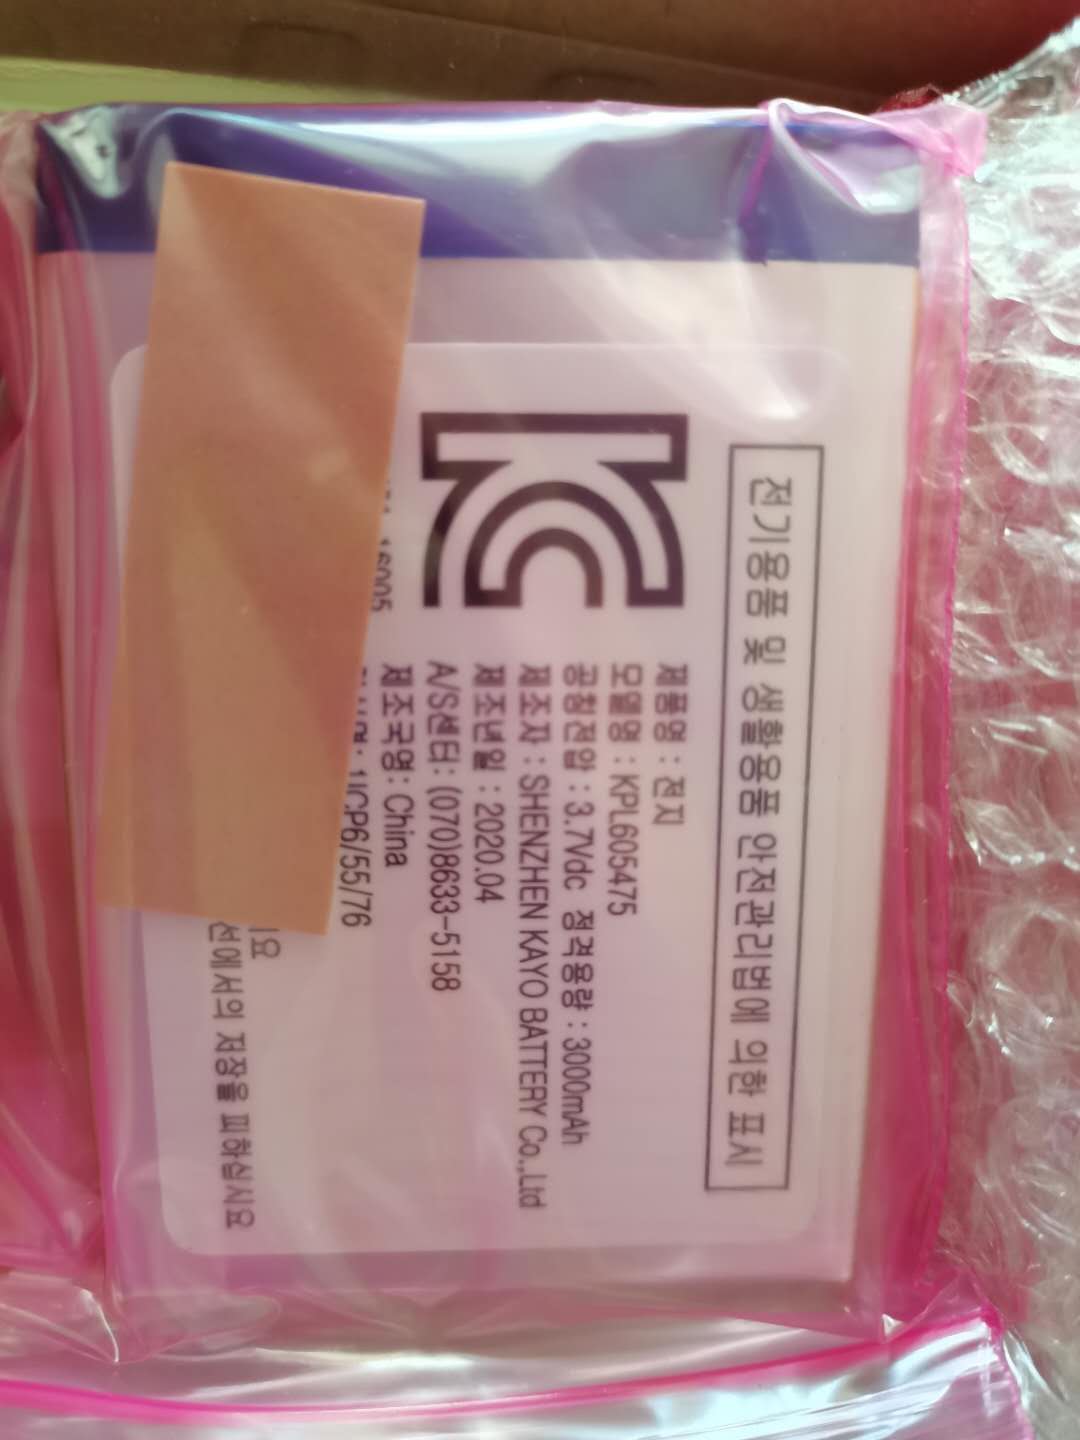 전기용품 및 생활용품 안전관리법에 의한 표시
KC
제품명 : 전지
모델명 : KPL605475
공칭전압 : 3.7Vdc 정격용량 : 3000mAh
제조자 : SHENZHEN KAYO BATTERY Co.,Ltd
제조년월 : 2020.04
A/S센터 : (070)8633-5158
제조국명 : China
16005
1ICP6/55/76
선에서의 저장을 피하십시요